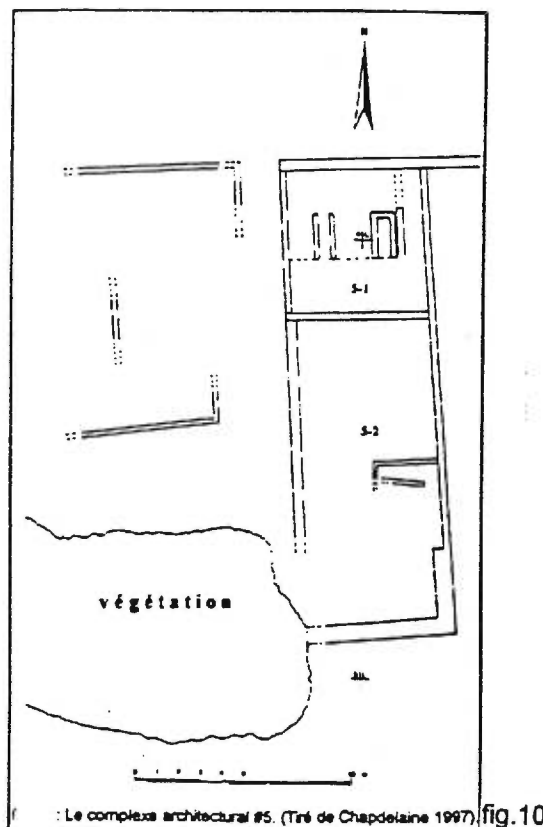 N
5-1
5-2
végétation
: Le complexe architectural #5. (Tiré de Chapdelaine 1997). fig.10